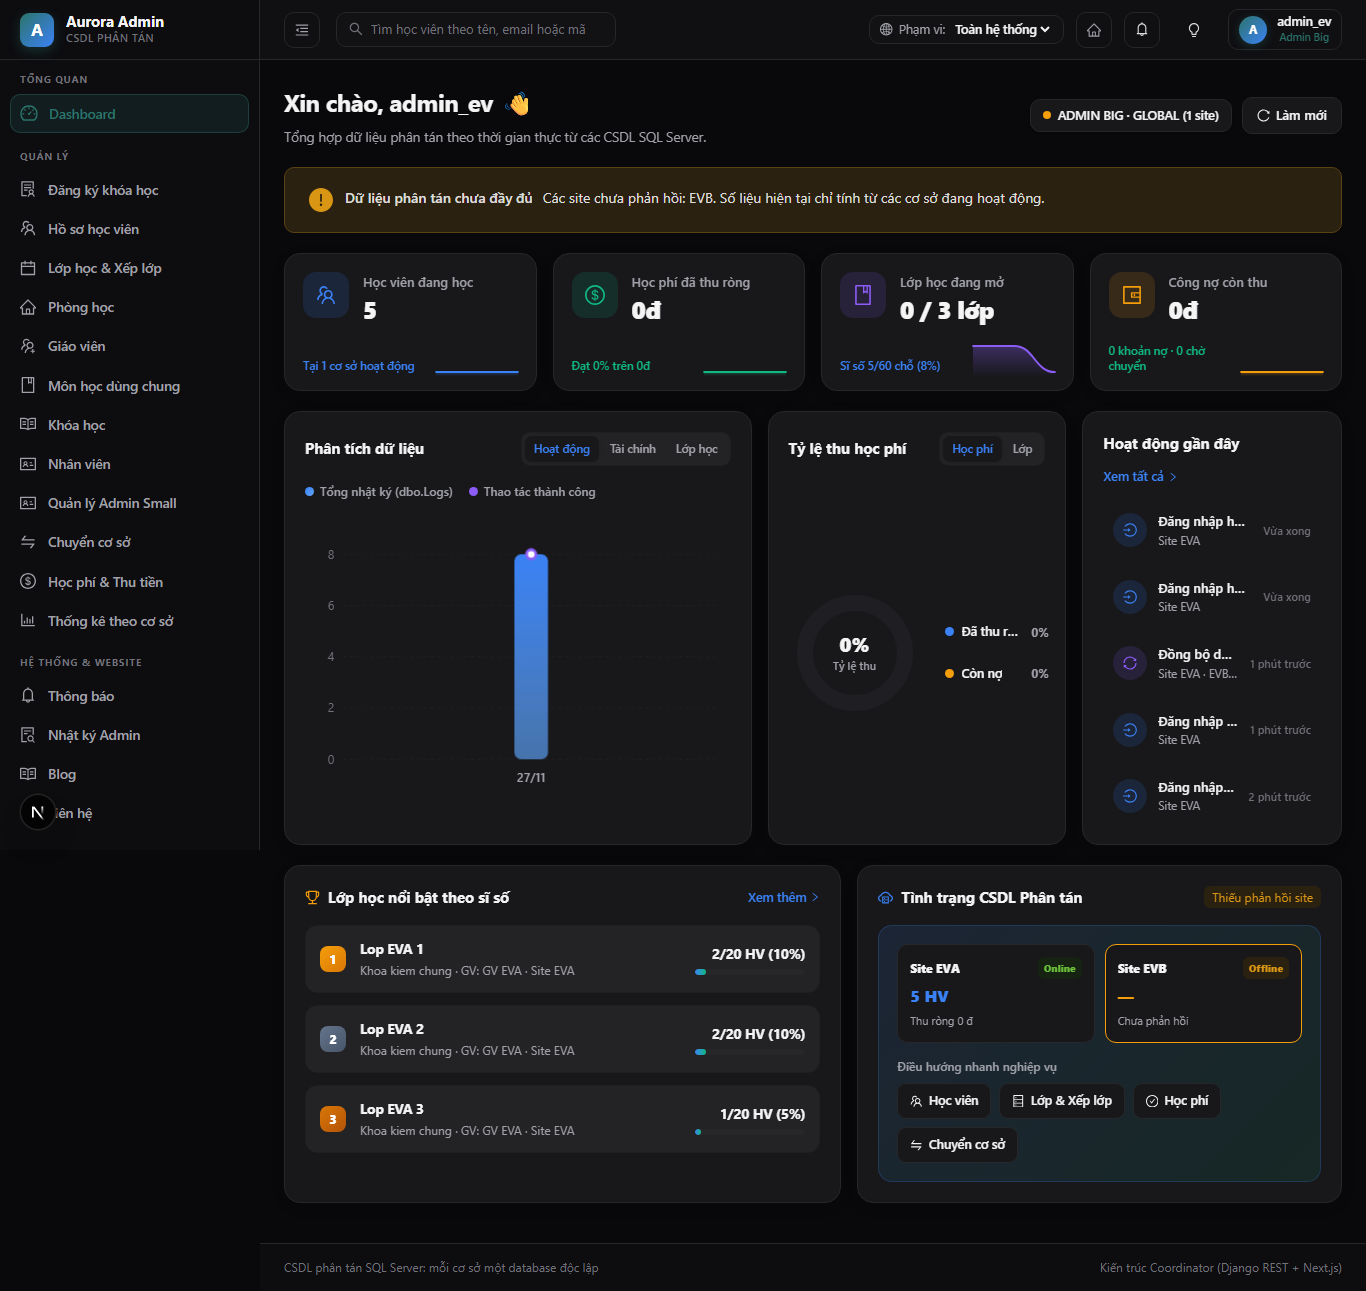 A
Aurora Admin
CSDL PHÂN TÁN
TỔNG QUAN
Dashboard
QUẢN LÝ
Đăng ký khóa học
Hồ sơ học viên
Lớp học & Xếp lớp
Phòng học
Giáo viên
Môn học dùng chung
Khóa học
Nhân viên
Quản lý Admin Small
Chuyển cơ sở
Học phí & Thu tiền
Thống kê theo cơ sở
HỆ THỐNG & WEBSITE
Thông báo
Nhật ký Admin
Blog
N
iên hệ
Tìm học viên theo tên, email hoặc mã
Phạm vi: Toàn hệ thống
A
admin_ev
Admin Big
Xin chào, admin_ev 👋
Tổng hợp dữ liệu phân tán theo thời gian thực từ các CSDL SQL Server.
ADMIN BIG · GLOBAL (1 site)
Làm mới
Dữ liệu phân tán chưa đầy đủ Các site chưa phản hồi: EVB. Số liệu hiện tại chỉ tính từ các cơ sở đang hoạt động.
Học viên đang học
5
Tại 1 cơ sở hoạt động
Học phí đã thu ròng
0đ
Đạt 0% trên 0đ
Lớp học đang mở
0 / 3 lớp
Sĩ số 5/60 chỗ (8%)
Công nợ còn thu
0đ
0 khoản nợ · 0 chờ
chuyển
Phân tích dữ liệu
Hoạt động Tài chính Lớp học
Tổng nhật ký (dbo.Logs) Thao tác thành công
8
6
4
2
0
27/11
Tỷ lệ thu học phí
Học phí Lớp
0%
Tỷ lệ thu
Đã thu r... 0%
Còn nợ 0%
Hoạt động gần đây
Xem tất cả
Đăng nhập h...
Site EVA
Vừa xong
Đăng nhập h...
Site EVA
Vừa xong
Đồng bộ d...
Site EVA · EVB...
1 phút trước
Đăng nhập ...
Site EVA
1 phút trước
Đăng nhập...
Site EVA
2 phút trước
Lớp học nổi bật theo sĩ số
Xem thêm
1
Lop EVA 1
Khoa kiem chung · GV: GV EVA · Site EVA
2/20 HV (10%)
2
Lop EVA 2
Khoa kiem chung · GV: GV EVA · Site EVA
2/20 HV (10%)
3
Lop EVA 3
Khoa kiem chung · GV: GV EVA · Site EVA
1/20 HV (5%)
Tình trạng CSDL Phân tán
Thiếu phản hồi site
Site EVA
Online
5 HV
Thu ròng 0 đ
Site EVB
Offline
—
Chưa phản hồi
Điều hướng nhanh nghiệp vụ
Học viên
Lớp & Xếp lớp
Học phí
Chuyển cơ sở
CSDL phân tán SQL Server: mỗi cơ sở một database độc lập
Kiến trúc Coordinator (Django REST + Next.js)